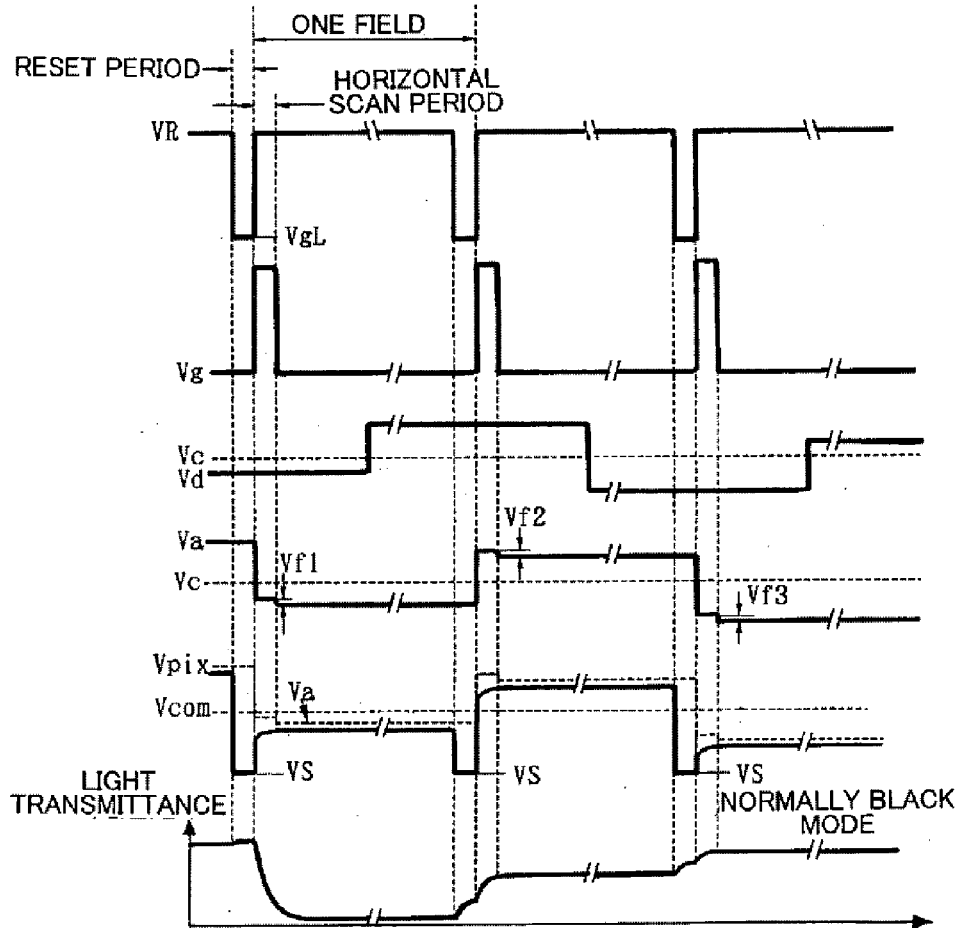 ONE FIELD
RESET PERIOD
HORIZONTAL
SCAN PERIOD
VR
VgL
Vg
Vc
Vd
Vf2
Va
Vf1
Vc
Vf3
Vpix
Va
Vcom
VS
VS
VS
LIGHT
TRANSMITTANCE
NORMALLY BLACK
MODE